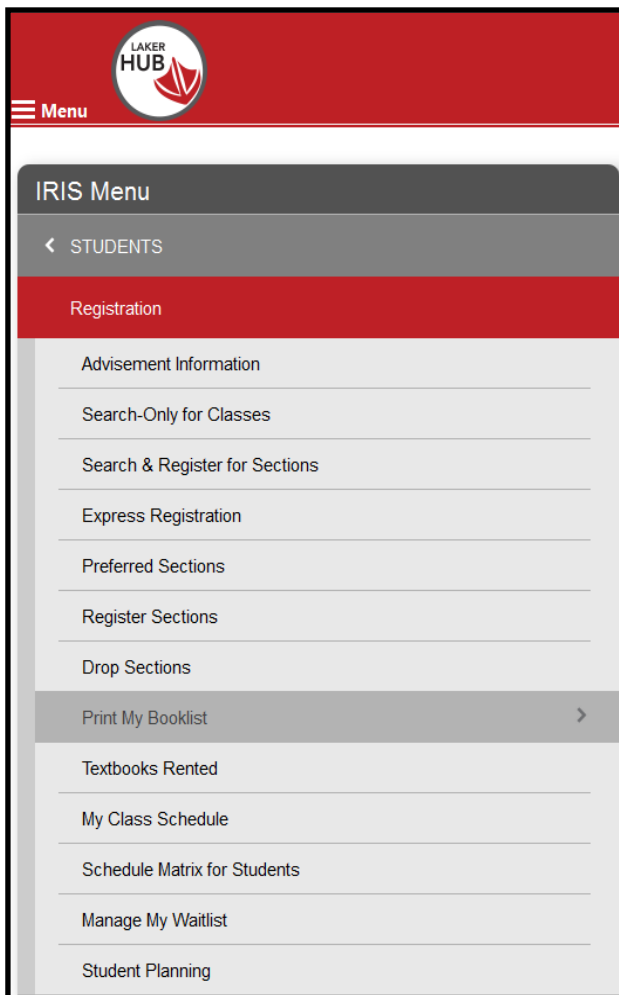 LAKER
HUB
Menu
IRIS Menu
STUDENTS
Registration
Advisement Information
Search-Only for Classes
Search & Register for Sections
Express Registration
Preferred Sections
Register Sections
Drop Sections
Print My Booklist
Textbooks Rented
My Class Schedule
Schedule Matrix for Students
Manage My Waitlist
Student Planning